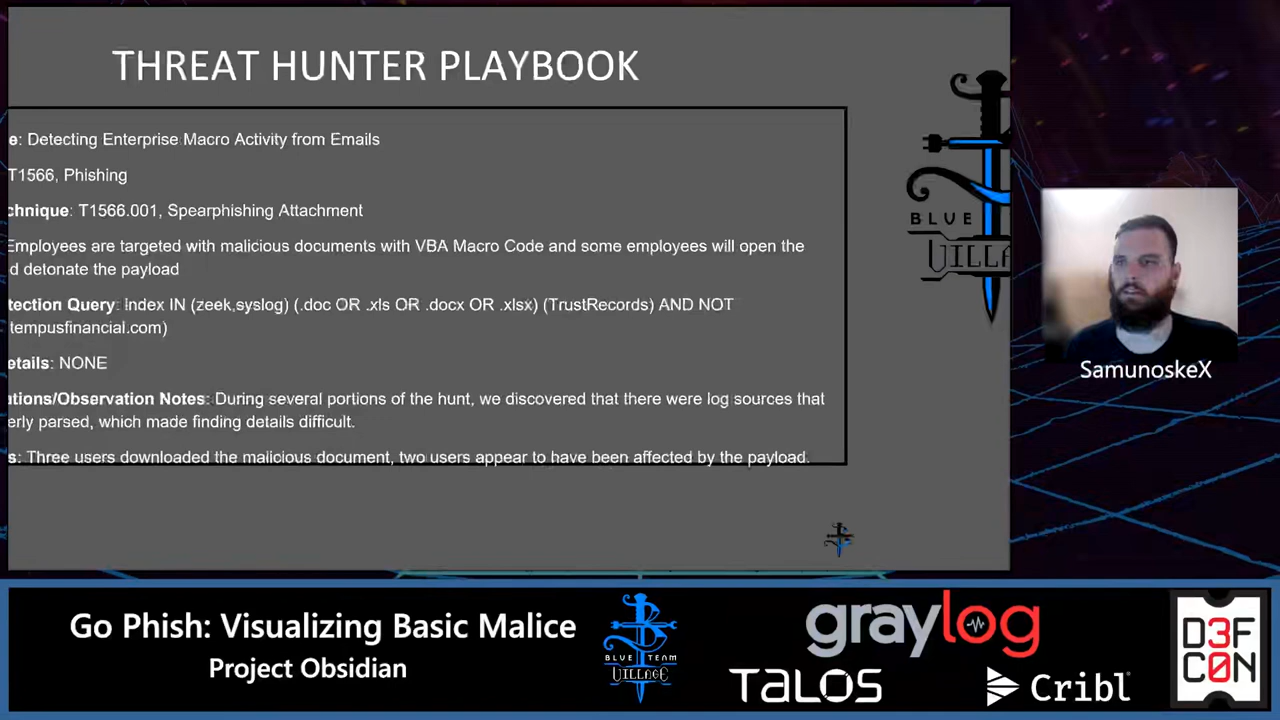 THREAT HUNTER PLAYBOOK
e: Detecting Enterprise Macro Activity from Emails
T1566, Phishing
chnique: T1566.001, Spearphishing Attachment
Employees are targeted with malicious documents with VBA Macro Code and some employees will open the
d detonate the payload
tection Query: index IN (zeek,syslog) (.doc OR .xls OR .docx OR .xlsx) (TrustRecords) AND NOT
tempusfinancial.com)
etails: NONE
ations/Observation Notes: During several portions of the hunt, we discovered that there were log sources that
erly parsed, which made finding details difficult.
s: Three users downloaded the malicious document, two users appear to have been affected by the payload.
BLUE
VILLA
SamunoskeX
Go Phish: Visualizing Basic Malice
Project Obsidian
BLUE TEAM
VILLAGE
graylog
TALOS
Cribl
D3F
C0N